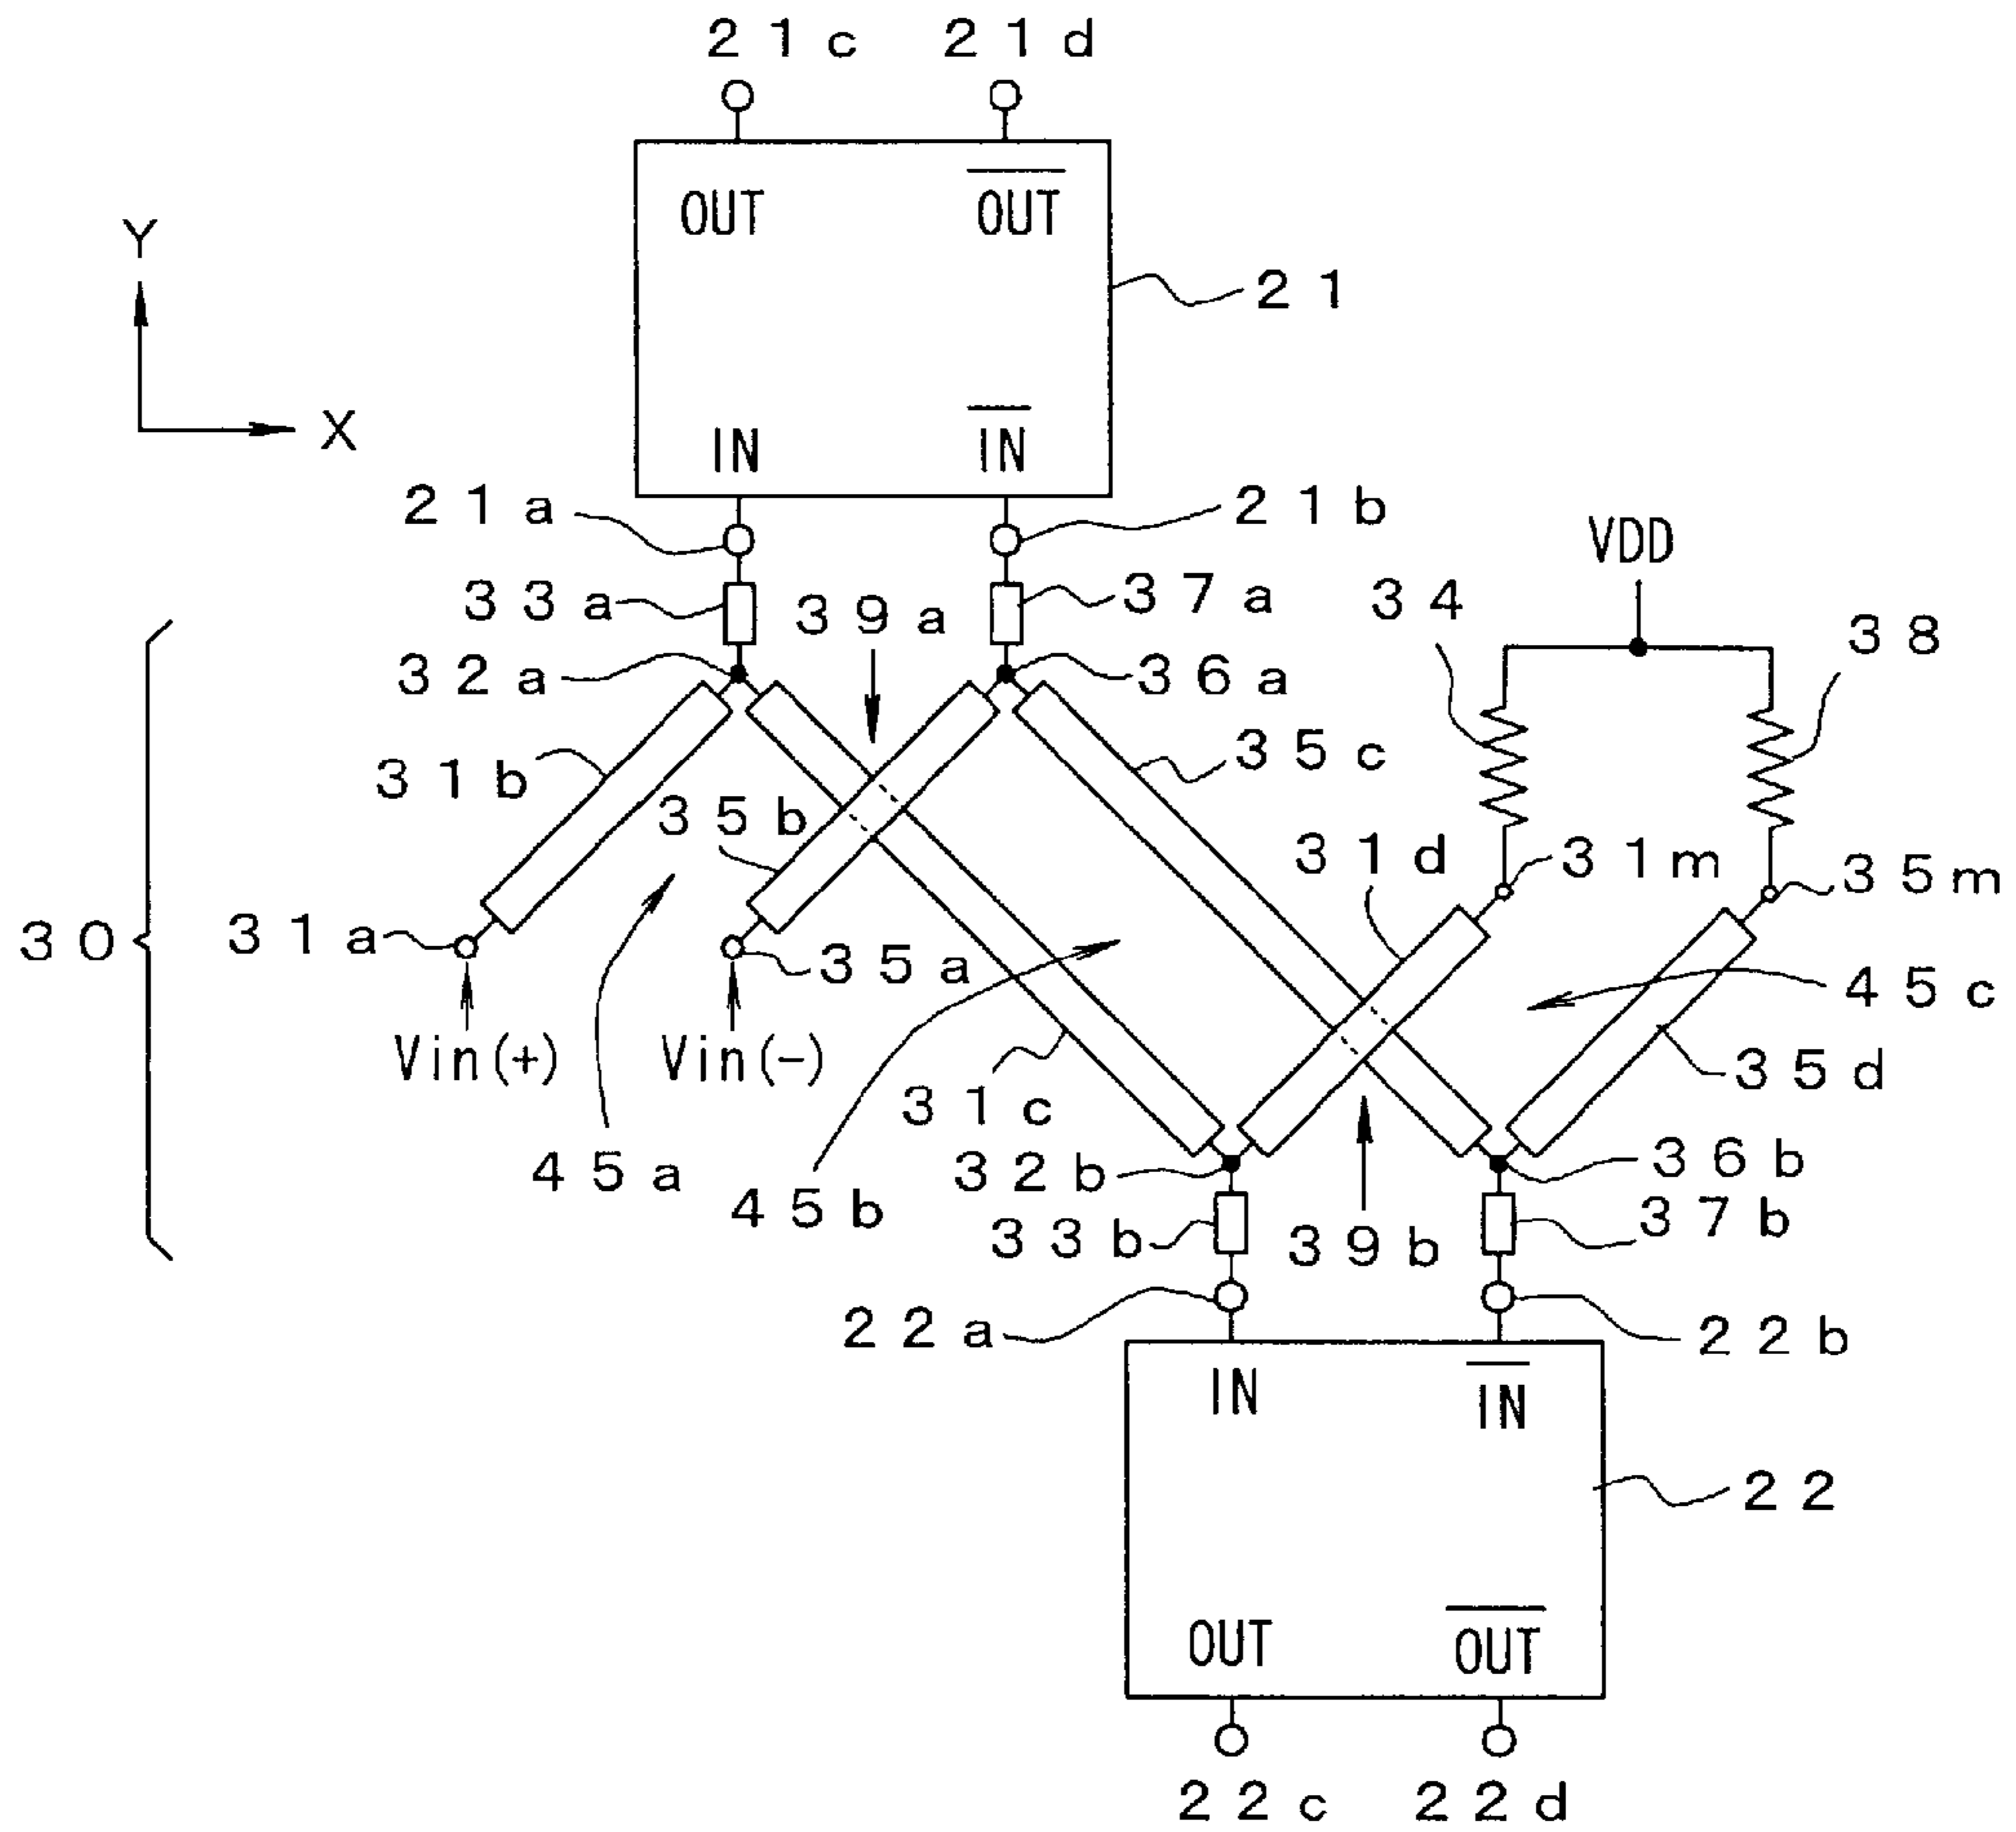 21c 21d
OUT OUT
Y
21
X
IN IN
21a 21b
VDD
33a 39a 37a 34
38
32a 36a
31b 35b 35c
31d 31m 35m
30 31a 35a
45c
Vin(+) Vin(-)
31c 35d
45a 45b 32b 36b
33b 39b 37b
22a 22b
IN IN
22
OUT OUT
22c 22d